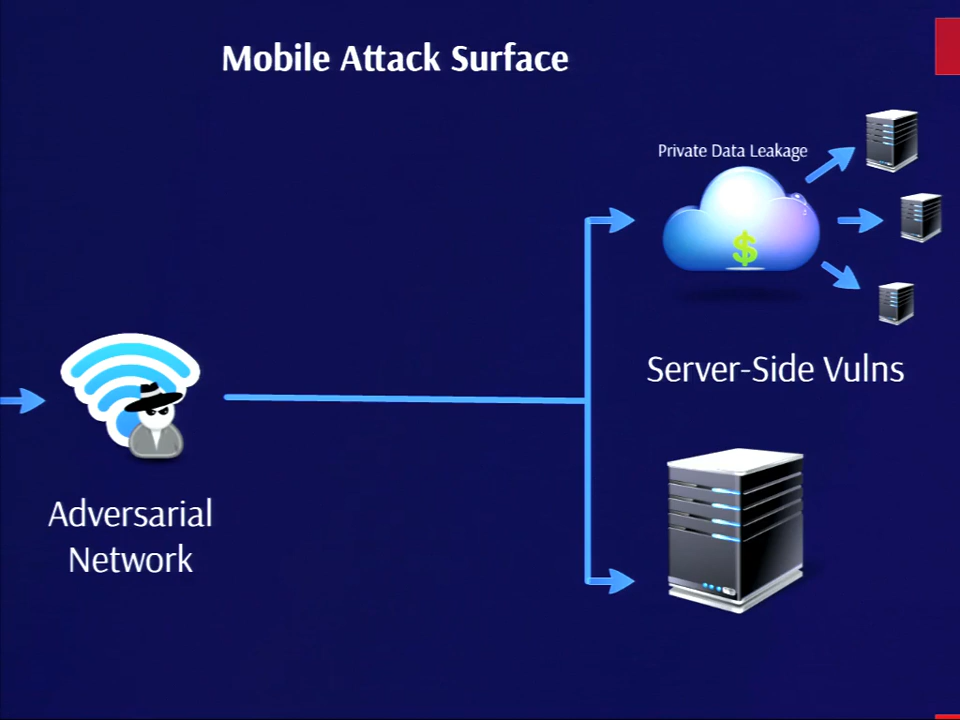 Mobile Attack Surface
Private Data Leakage
$
Server-Side Vulns
Adversarial
Network